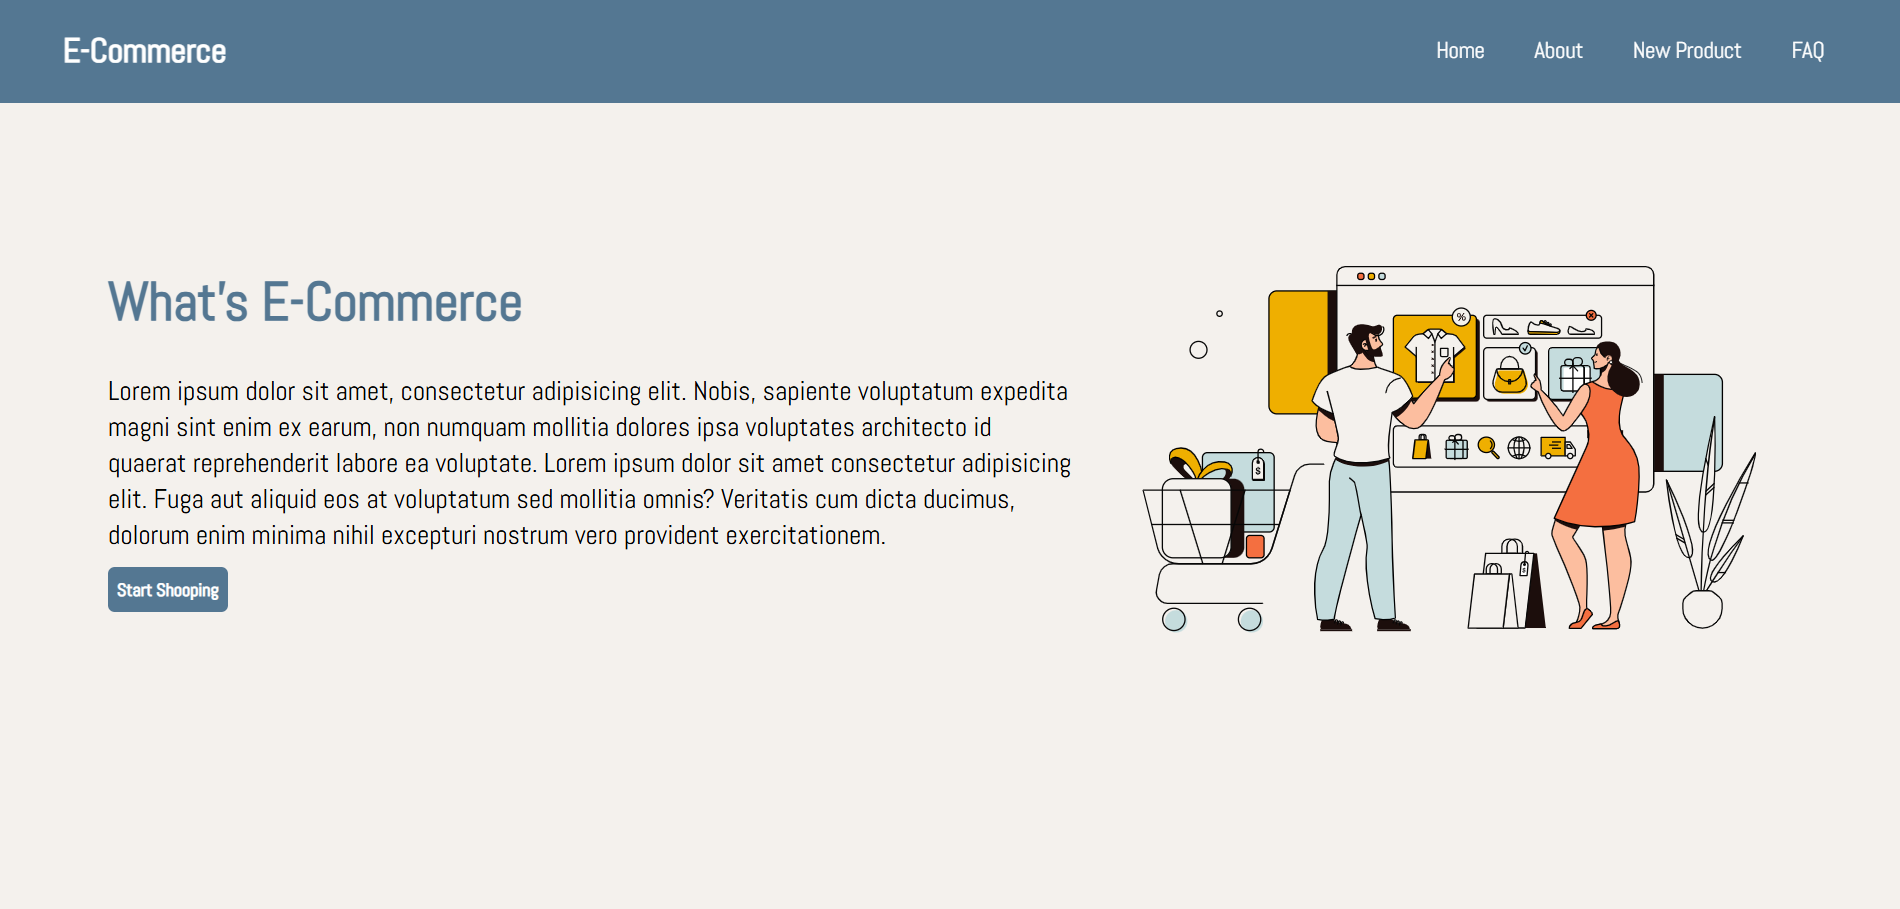 E-Commerce
Home About New Product FAQ
What's E-Commerce
Lorem ipsum dolor sit amet, consectetur adipisicing elit. Nobis, sapiente voluptatum expedita
magni sint enim ex earum, non numquam mollitia dolores ipsa voluptates architecto id
quaerat reprehenderit labore ea voluptate. Lorem ipsum dolor sit amet consectetur adipisicing
elit. Fuga aut aliquid eos at voluptatum sed mollitia omnis? Veritatis cum dicta ducimus,
dolorum enim minima nihil excepturi nostrum vero provident exercitationem.
Start Shooping
%
$
$